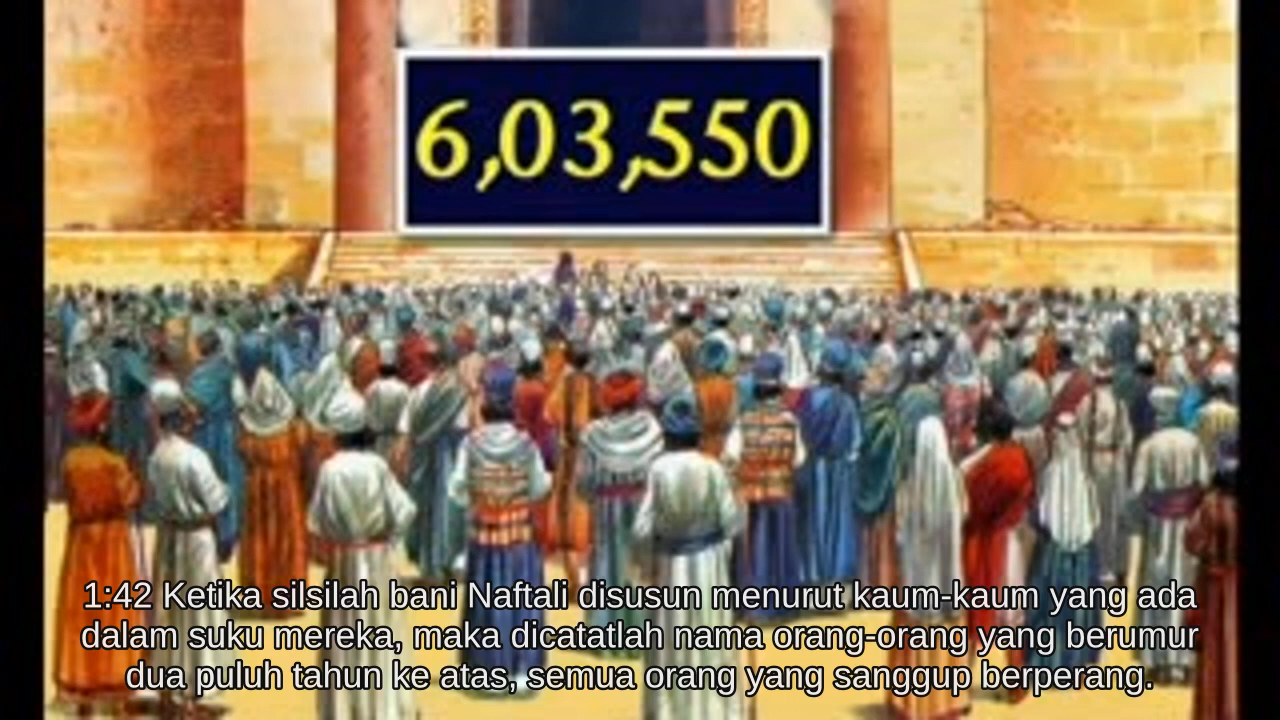 6,03,550
1:42 Ketika silsilah bani Naftali disusun menurut kaum-kaum yang ada
dalam suku mereka, maka dicatatlah nama orang-orang yang berumur
dua puluh tahun ke atas, semua orang yang sanggup berperang.